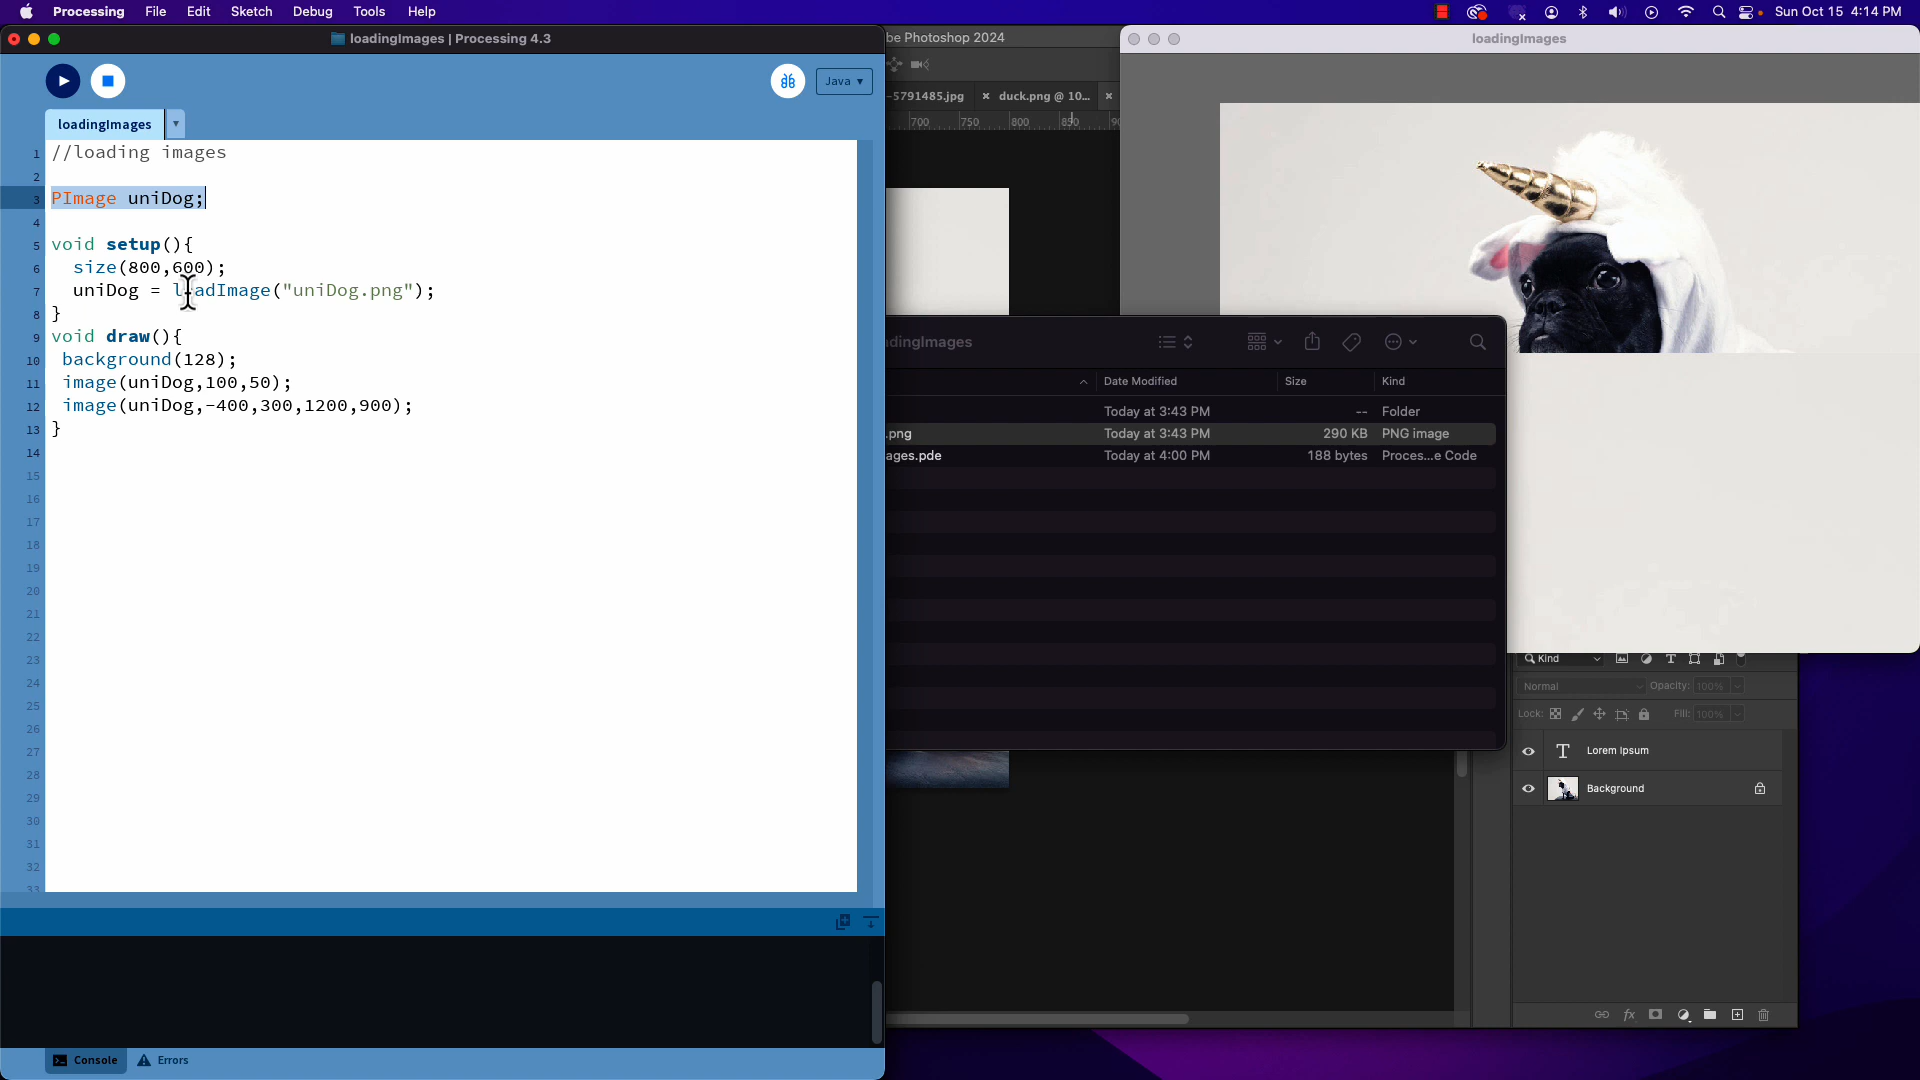 Processing File Edit Sketch Debug Tools Help
Sun Oct 15 4:14 PM
loadingImages | Processing 4.3
Java ▾
loadingImages
1 //loading images
2
3 PImage uniDog;
4
5 void setup(){
6 size(800,600);
7 uniDog = loadImage("uniDog.png");
8 }
9 void draw(){
10 background(128);
11 image(uniDog,100,50);
12 image(uniDog,-400,300,1200,900);
13 }
14
15
16
17
18
19
20
21
22
23
24
25
26
27
28
29
30
31
32
33
Console Errors
be Photoshop 2024
-5791485.jpg × duck.png @ 10... ×
700 750 800 850 90
loadingImages
adingImages
Date Modified Size Kind
Today at 3:43 PM -- Folder
.png Today at 3:43 PM 290 KB PNG image
ages.pde Today at 4:00 PM 188 bytes Proces...e Code
Kind
Normal Opacity: 100%
Lock: Fill: 100%
T Lorem Ipsum
Background
fx